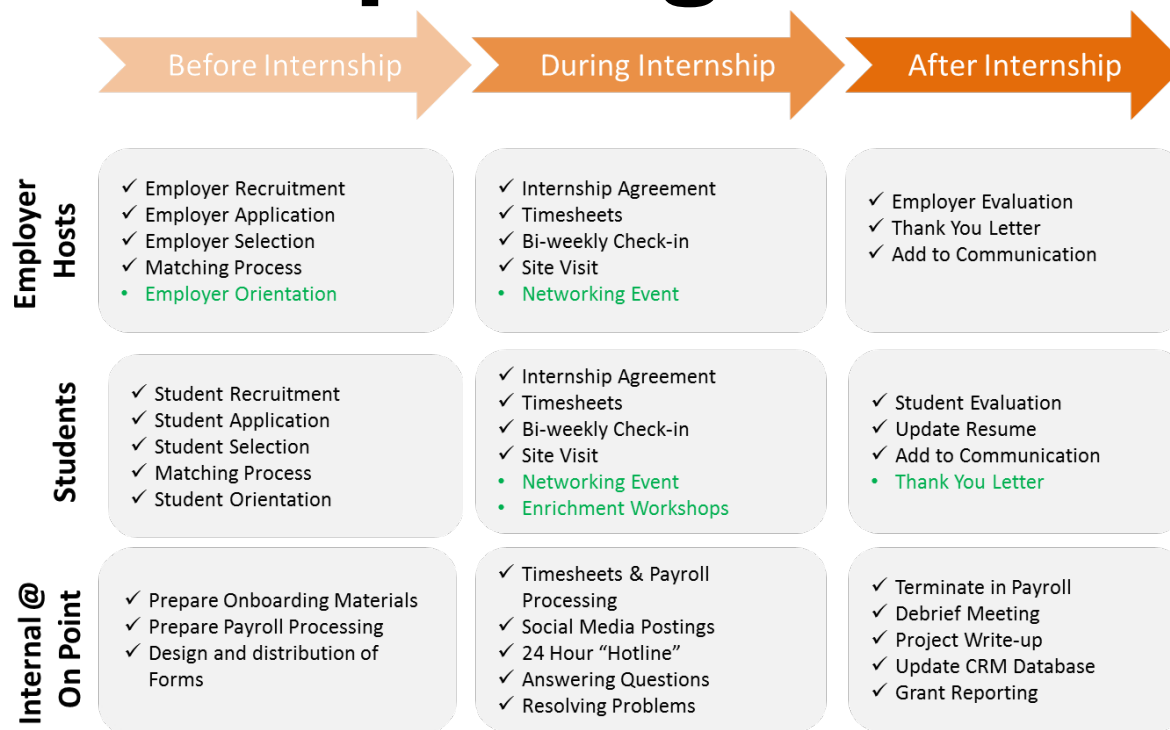 Before Internship
During Internship
After Internship
Employer
Hosts
✓ Employer Recruitment
✓ Employer Application
✓ Employer Selection
✓ Matching Process
• Employer Orientation
✓ Internship Agreement
✓ Timesheets
✓ Bi-weekly Check-in
✓ Site Visit
• Networking Event
✓ Employer Evaluation
✓ Thank You Letter
✓ Add to Communication
Students
✓ Student Recruitment
✓ Student Application
✓ Student Selection
✓ Matching Process
✓ Student Orientation
✓ Internship Agreement
✓ Timesheets
✓ Bi-weekly Check-in
✓ Site Visit
• Networking Event
• Enrichment Workshops
✓ Student Evaluation
✓ Update Resume
✓ Add to Communication
• Thank You Letter
Internal @
On Point
✓ Prepare Onboarding Materials
✓ Prepare Payroll Processing
✓ Design and distribution of
Forms
✓ Timesheets & Payroll
Processing
✓ Social Media Postings
✓ 24 Hour “Hotline”
✓ Answering Questions
✓ Resolving Problems
✓ Terminate in Payroll
✓ Debrief Meeting
✓ Project Write-up
✓ Update CRM Database
✓ Grant Reporting